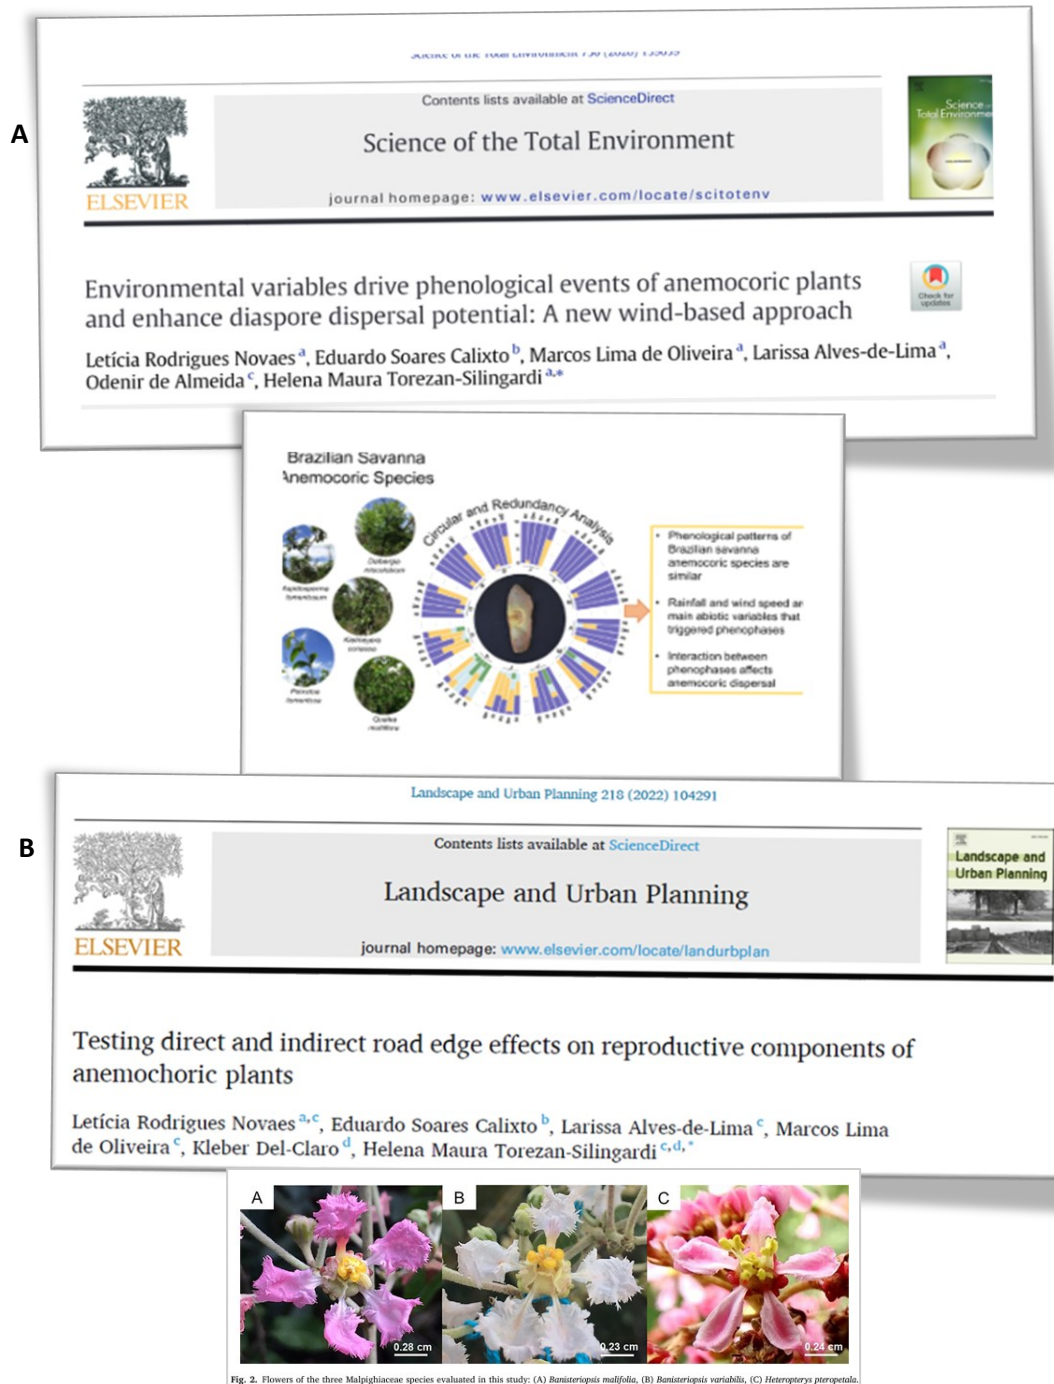 A
Contents lists available at ScienceDirect
Science of the Total Environment
journal homepage: www.elsevier.com/locate/scitotenv
ELSEVIER
Science
Total Environme
Environmental variables drive phenological events of anemocoric plants
and enhance diaspore dispersal potential: A new wind-based approach
Check for
updates
Letícia Rodrigues Novaes a, Eduardo Soares Calixto b, Marcos Lima de Oliveira a, Larissa Alves-de-Lima a,
Odenir de Almeida c, Helena Maura Torezan-Silingardi a,*
Brazilian Savanna
Anemocoric Species
Circular and Redundancy Analysis
• Phenological patterns of
Brazilian savanna
anemocoric species are
similar
• Rainfall and wind speed ar
main abiotic variables that
triggered phenophases
• Interaction between
phenophases affects
anemocoric dispersal
Landscape and Urban Planning 218 (2022) 104291
B
Contents lists available at ScienceDirect
Landscape and Urban Planning
journal homepage: www.elsevier.com/locate/landurbplan
ELSEVIER
Landscape and
Urban Planning
Testing direct and indirect road edge effects on reproductive components of
anemochoric plants
Letícia Rodrigues Novaes a,c, Eduardo Soares Calixto b, Larissa Alves-de-Lima c, Marcos Lima
de Oliveira c, Kleber Del-Claro d, Helena Maura Torezan-Silingardi c,d,*
A B C
0.28 cm 0.23 cm 0.24 cm
Fig. 2. Flowers of the three Malpighiaceae species evaluated in this study: (A) Banisteriopsis malifolia, (B) Banisteriopsis variabilis, (C) Heteropterys pteropetala.